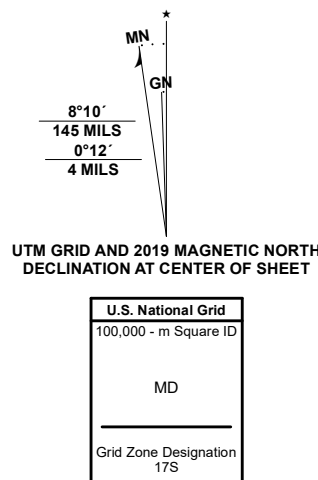 MN
GN
8°10´
145 MILS
0°12´
4 MILS
UTM GRID AND 2019 MAGNETIC NORTH
DECLINATION AT CENTER OF SHEET
U.S. National Grid
100,000 - m Square ID
MD
Grid Zone Designation
17S